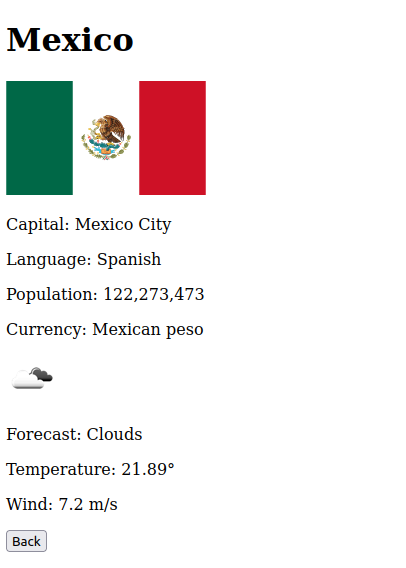 Mexico
Capital: Mexico City
Language: Spanish
Population: 122,273,473
Currency: Mexican peso
Forecast: Clouds
Temperature: 21.89°
Wind: 7.2 m/s
Back